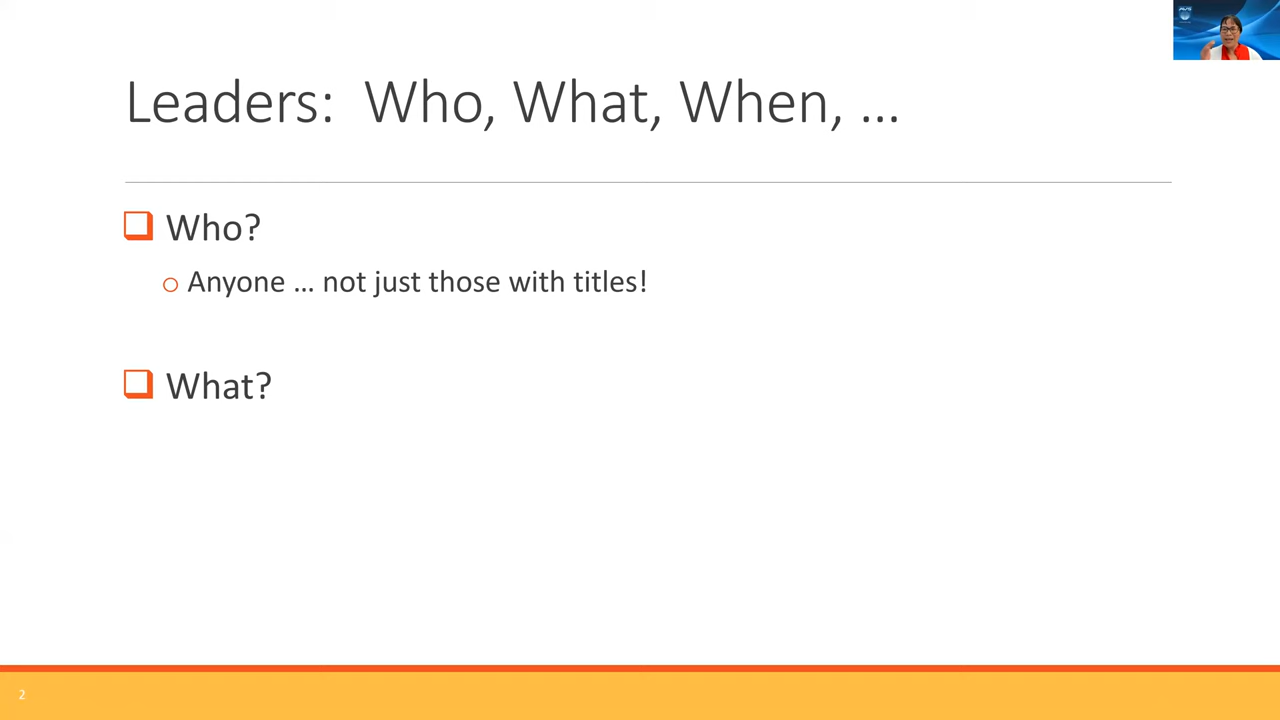 Leaders:  Who, What, When, …
Who?
Anyone … not just those with titles!
What?
2